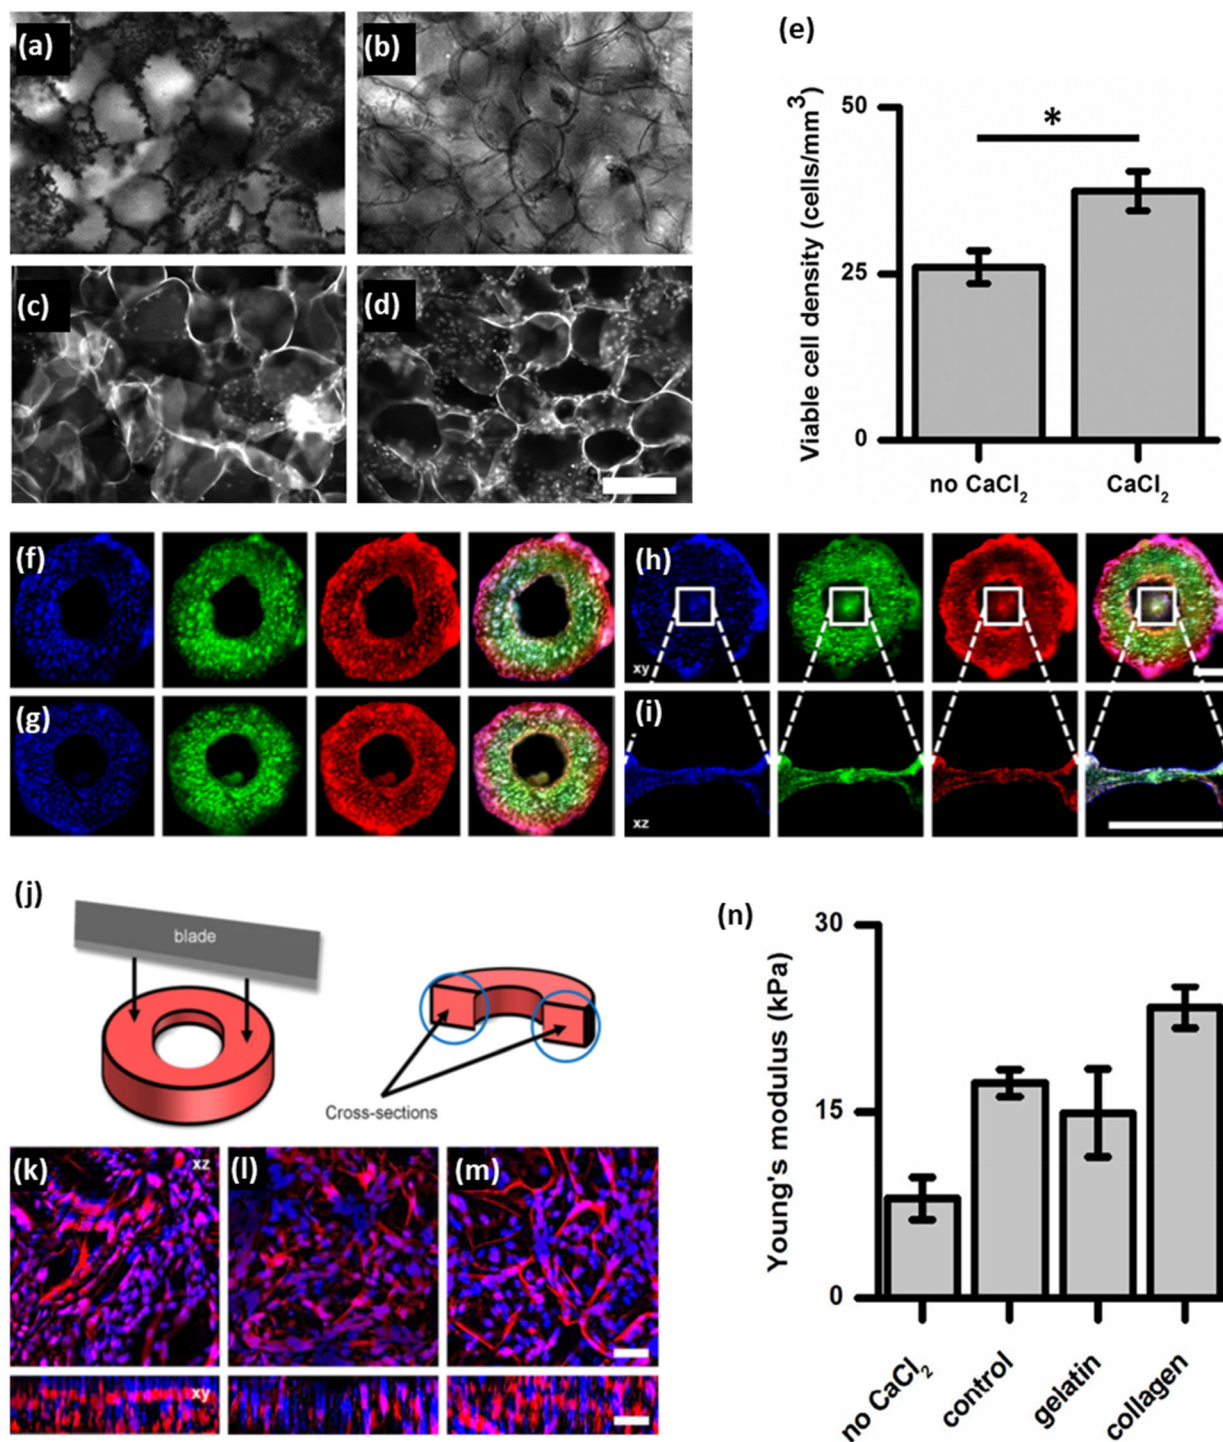 (a)
(b)
(c)
(d)
(e)
Viable cell density (cells/mm³)
50
25
0
*
no CaCl₂
CaCl₂
(f)
(g)
(h)
xy
(i)
xz
(j)
blade
Cross-sections
(k)
xz
(l)
(m)
xy
(n)
Young's modulus (kPa)
30
15
0
no CaCl₂
control
gelatin
collagen